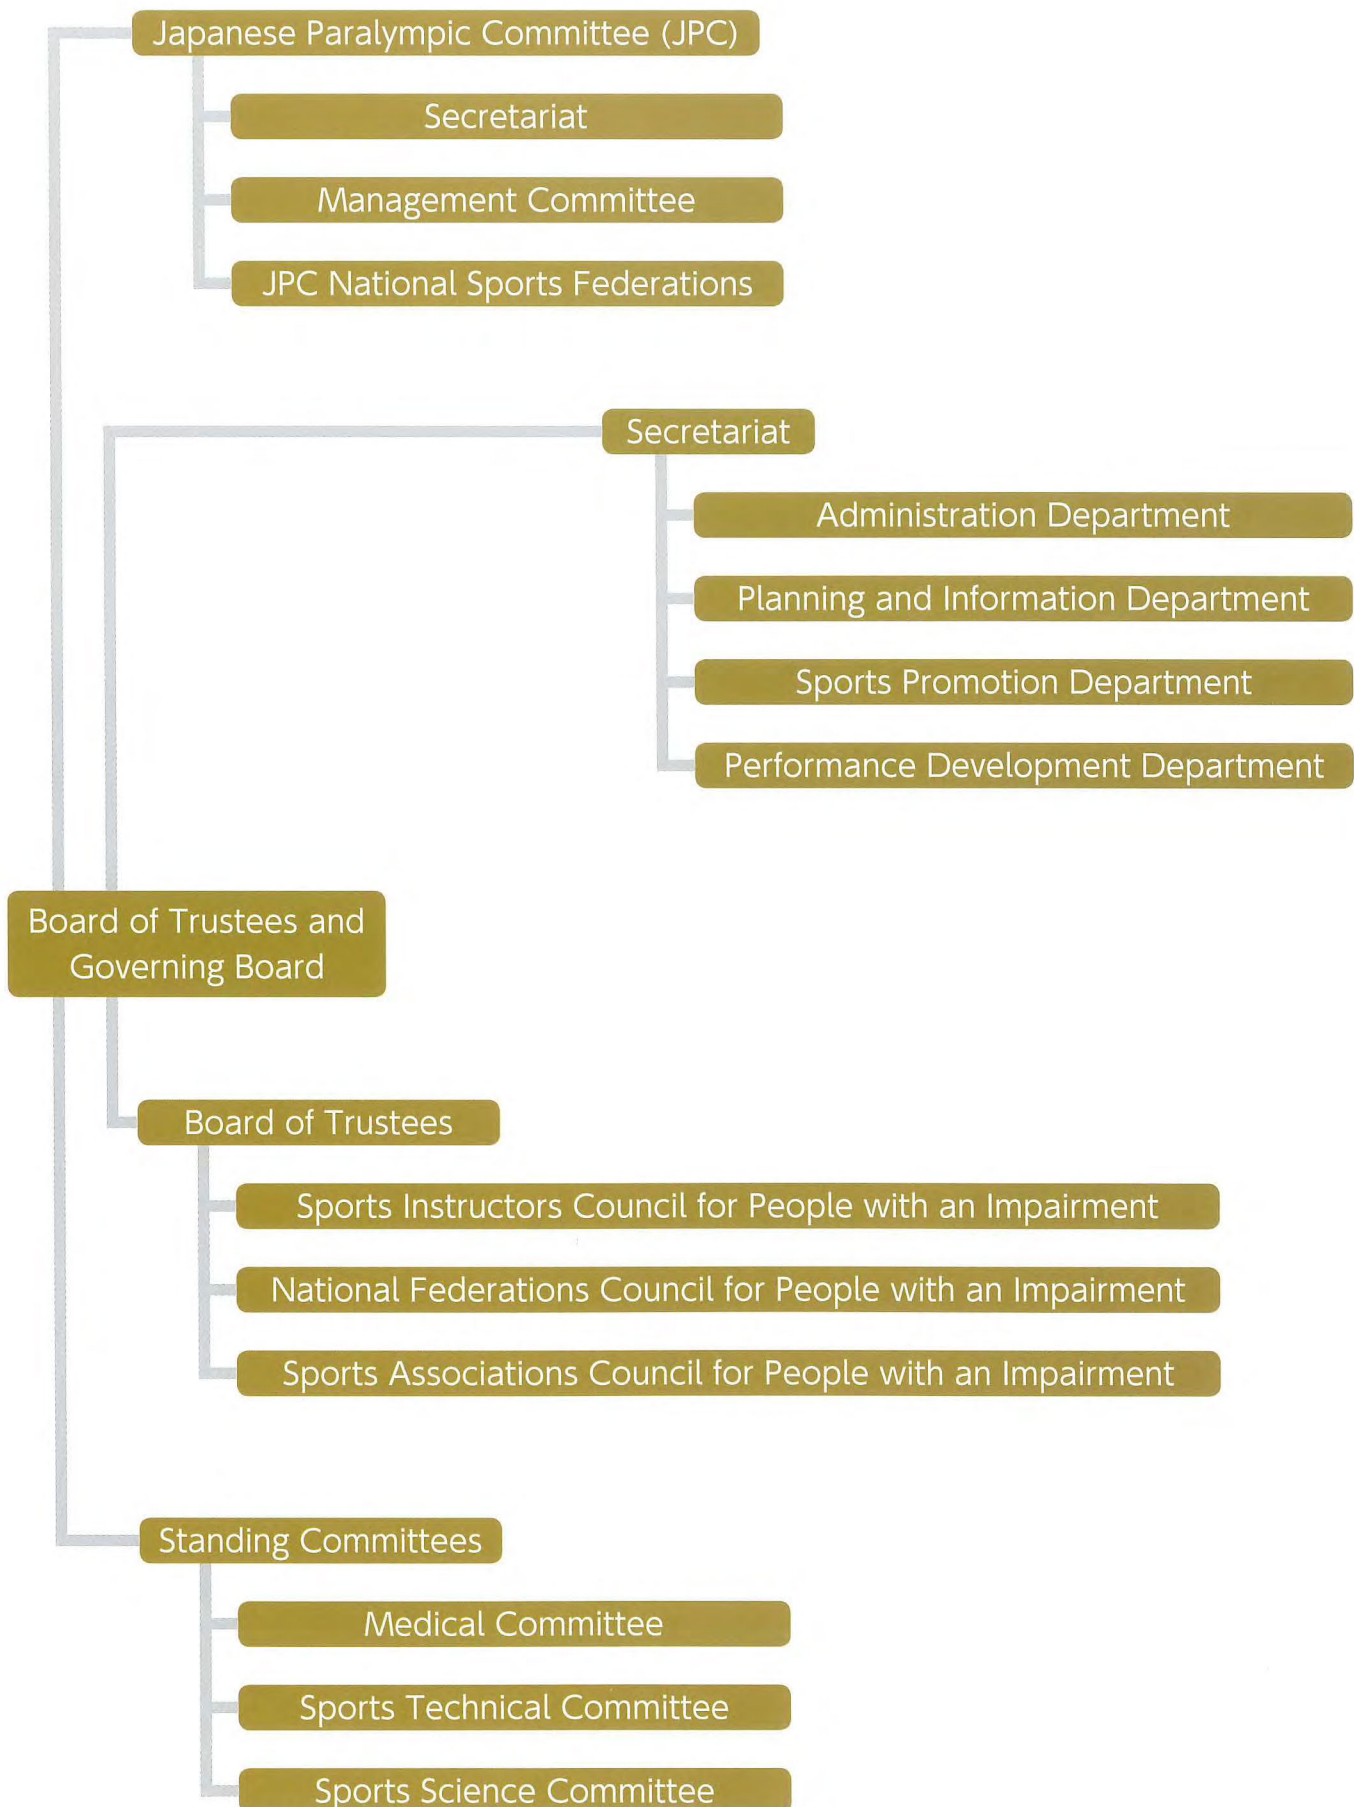 Japanese Paralympic Committee (JPC)
Secretariat
Management Committee
JPC National Sports Federations
Secretariat
Administration Department
Planning and Information Department
Sports Promotion Department
Performance Development Department
Board of Trustees and
Governing Board
Board of Trustees
Sports Instructors Council for People with an Impairment
National Federations Council for People with an Impairment
Sports Associations Council for People with an Impairment
Standing Committees
Medical Committee
Sports Technical Committee
Sports Science Committee